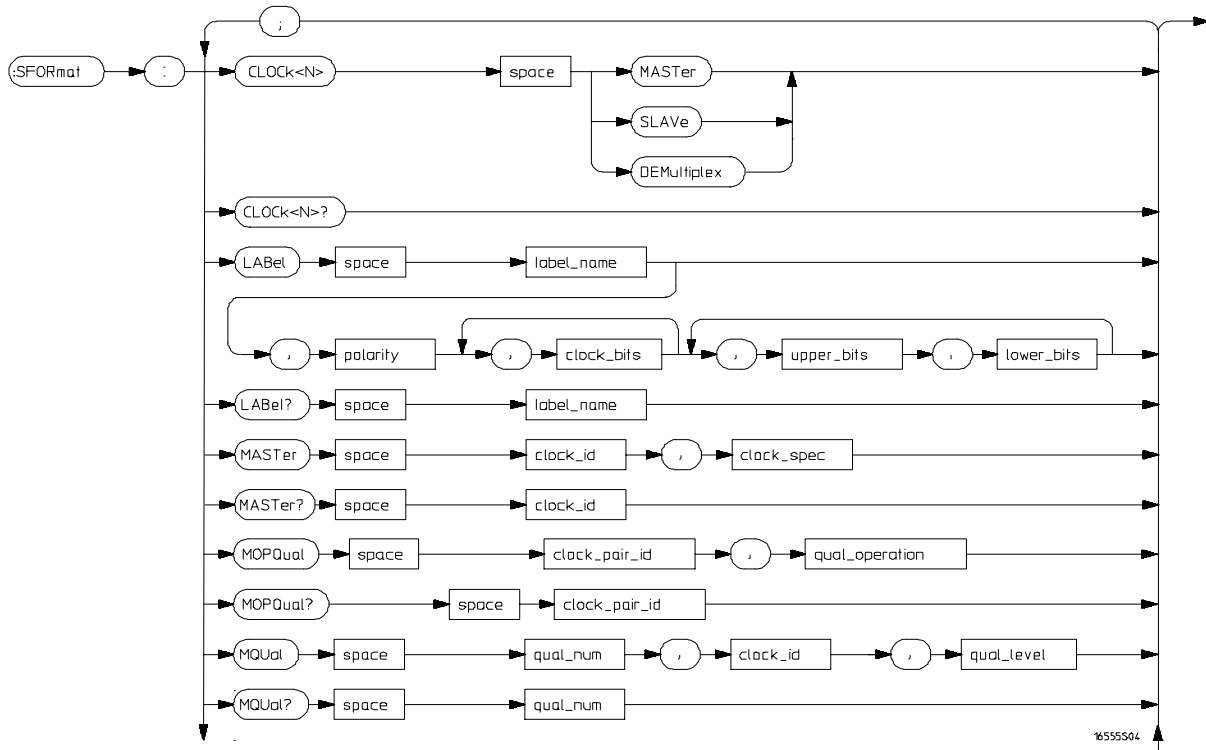 ;
:SFORmat : CLOCk<N> space MASTer
SLAVe
DEMultiplex
CLOCk<N>?
LABel space label_name
, polarity , clock_bits , upper_bits , lower_bits
LABel? space label_name
MASTer space clock_id , clock_spec
MASTer? space clock_id
MOPQual space clock_pair_id , qual_operation
MOPQual? space clock_pair_id
MQUal space qual_num , clock_id , qual_level
MQUal? space qual_num
16555S04